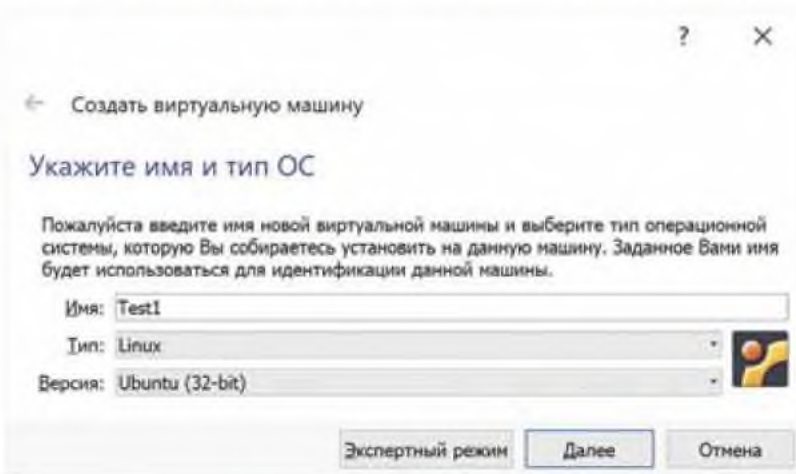 ?
Создать виртуальную машину
Укажите имя и тип ОС
Пожалуйста введите имя новой виртуальной машины и выберите тип операционной
системы, которую Вы собираетесь установить на данную машину. Заданное Вами имя
будет использоваться для идентификации данной машины.
Имя: Test1
Тип: Linux
Версия: Ubuntu (32-bit)
Экспертный режим Далее Отмена